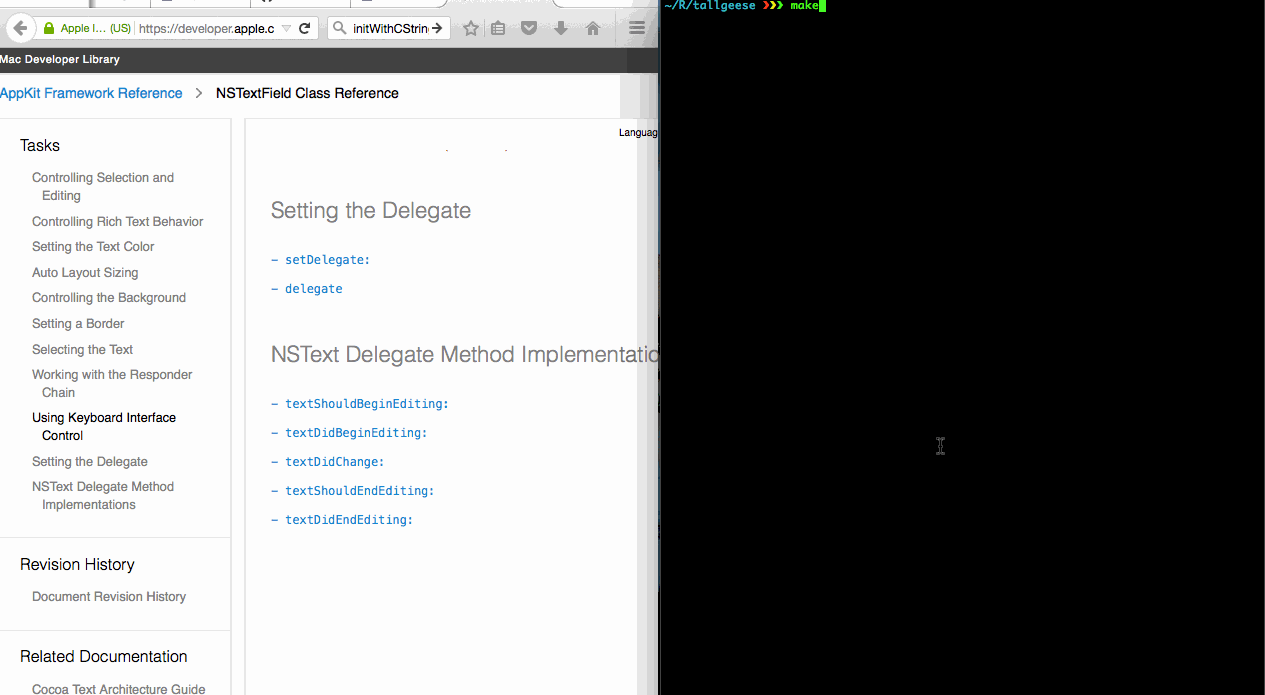 Apple I... (US) https://developer.apple.c initWithCStrin
Mac Developer Library
AppKit Framework Reference > NSTextField Class Reference
Languag
Tasks
Controlling Selection and
Editing
Controlling Rich Text Behavior
Setting the Text Color
Auto Layout Sizing
Controlling the Background
Setting a Border
Selecting the Text
Working with the Responder
Chain
Using Keyboard Interface
Control
Setting the Delegate
NSText Delegate Method
Implementations
Revision History
Document Revision History
Related Documentation
Cocoa Text Architecture Guide
Setting the Delegate
- setDelegate:
- delegate
NSText Delegate Method Implementatio
- textShouldBeginEditing:
- textDidBeginEditing:
- textDidChange:
- textShouldEndEditing:
- textDidEndEditing:
~/R/tallgeese ❯❯❯ make